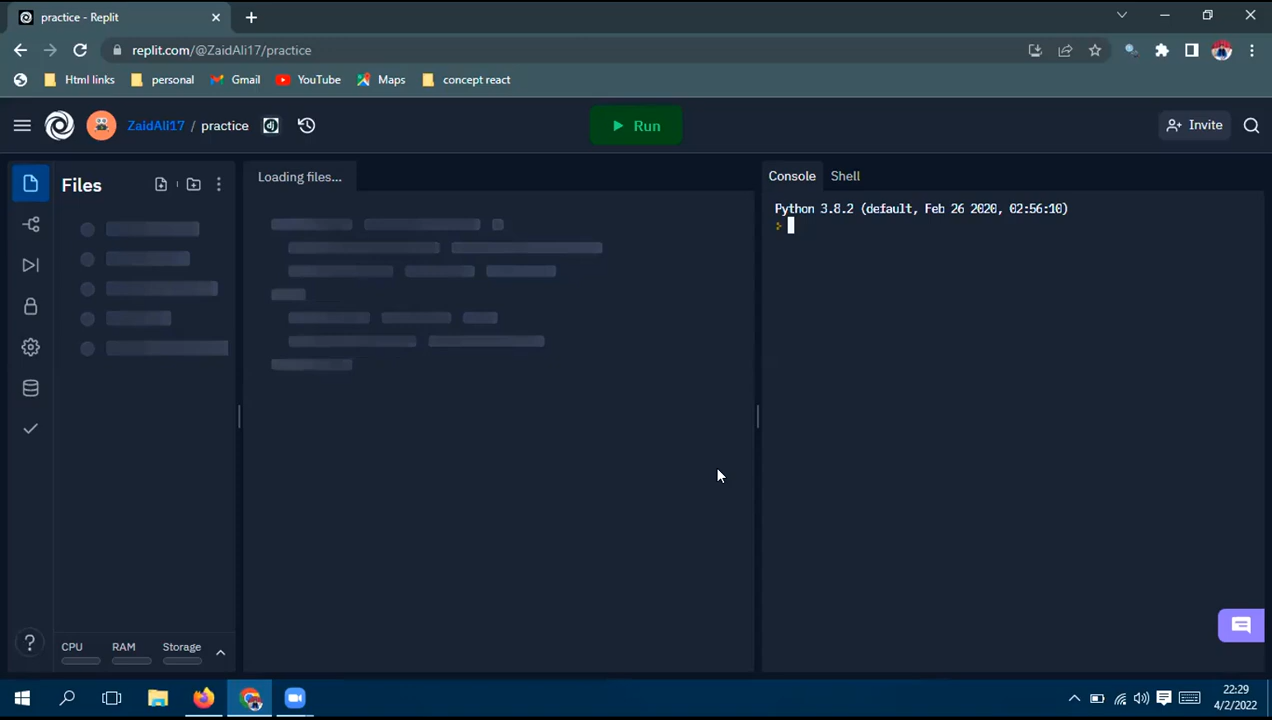 practice - Replit
replit.com/@ZaidAli17/practice
Html links personal Gmail YouTube Maps concept react
ZaidAli17 / practice dj Run Invite
Files Loading files... Console Shell
Python 3.8.2 (default, Feb 26 2020, 02:56:10)
CPU RAM Storage
22:29
4/2/2022